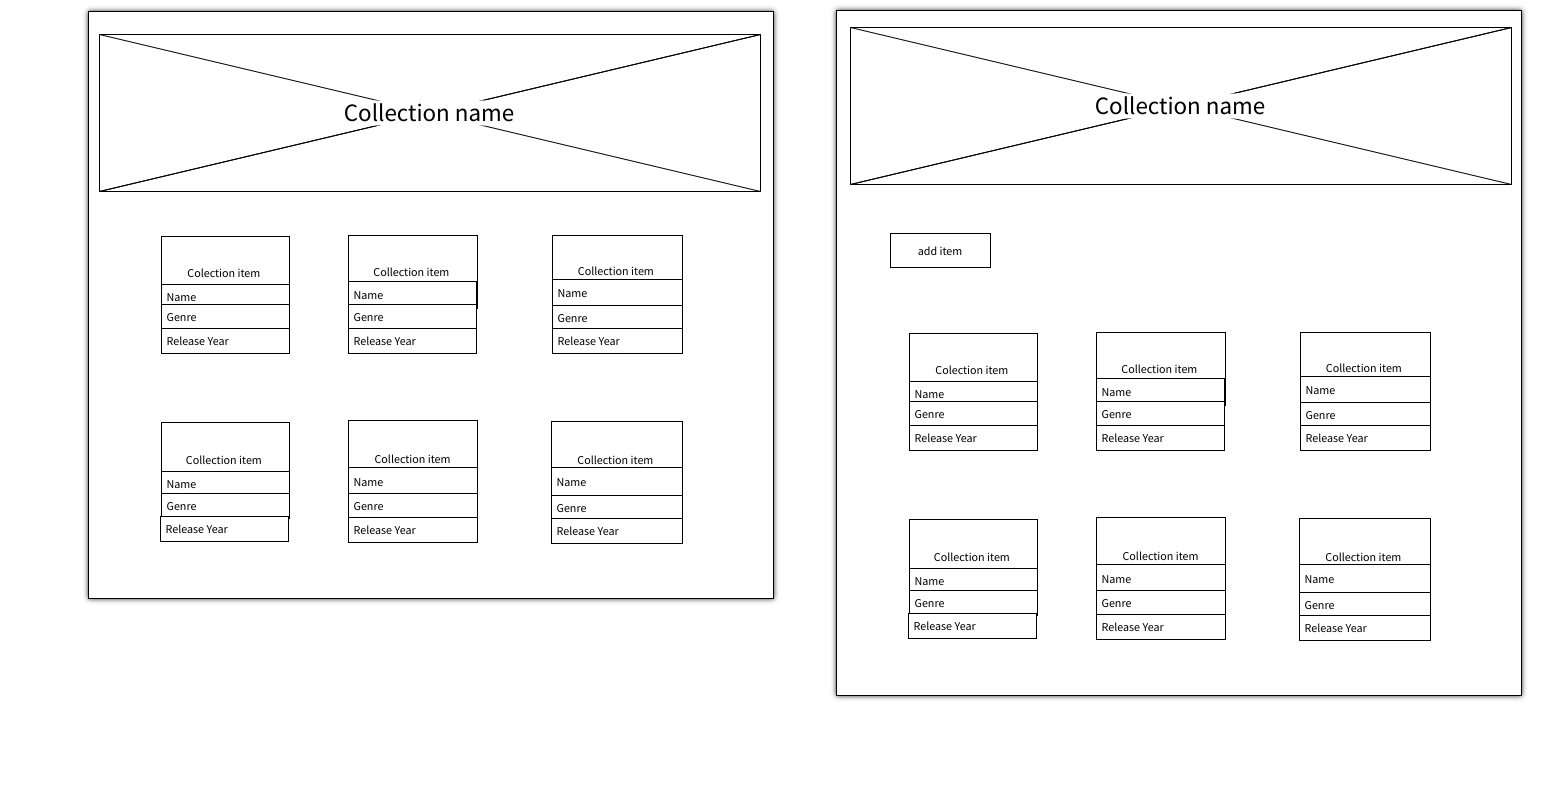 Collection name
Colection item
Name
Genre
Release Year
Collection item
Name
Genre
Release Year
Collection item
Name
Genre
Release Year
Collection item
Name
Genre
Release Year
Collection item
Name
Genre
Release Year
Collection item
Name
Genre
Release Year
Collection name
add item
Colection item
Name
Genre
Release Year
Collection item
Name
Genre
Release Year
Collection item
Name
Genre
Release Year
Collection item
Name
Genre
Release Year
Collection item
Name
Genre
Release Year
Collection item
Name
Genre
Release Year